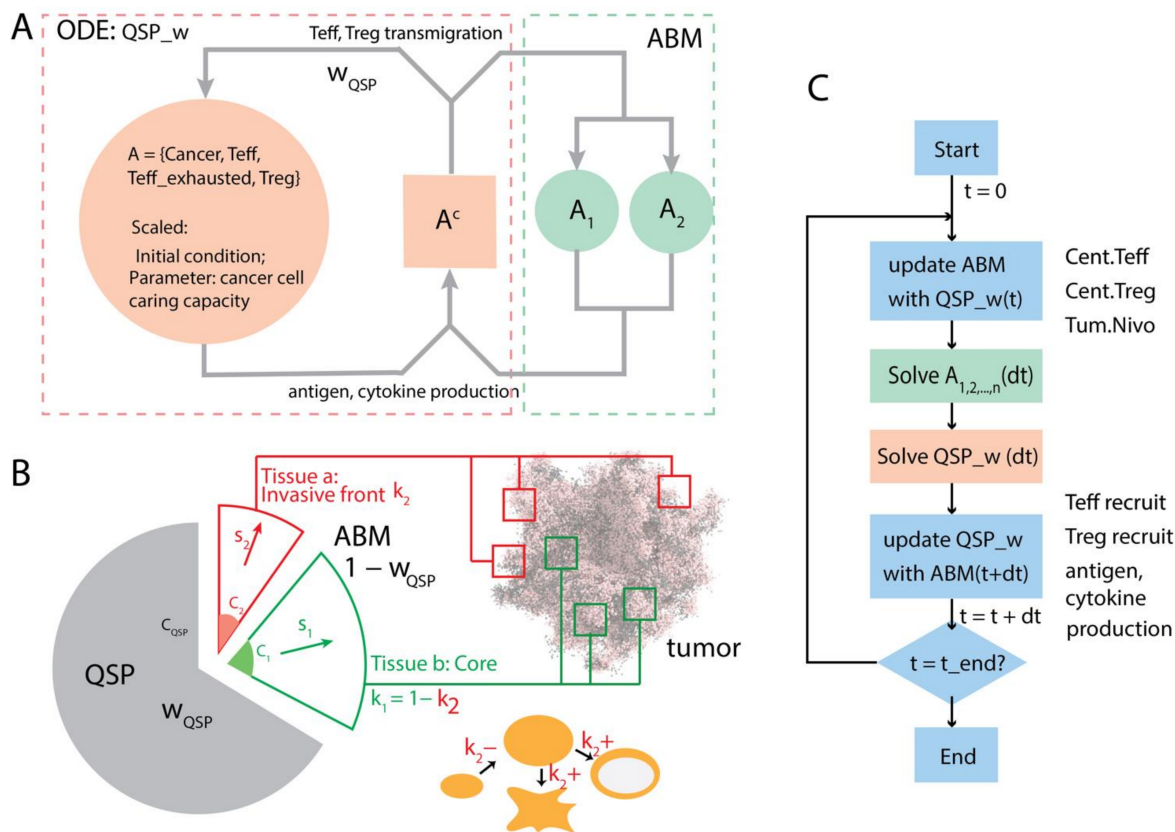 A
ODE: QSP_w
Teff, Treg transmigration
ABM
w_QSP
A = {Cancer, Teff,
Teff_exhausted, Treg}
Scaled:
Initial condition;
Parameter: cancer cell
caring capacity
A^c
A_1
A_2
antigen, cytokine production
B
Tissue a:
Invasive front k_2
ABM
1 - w_QSP
s_2
c_2
s_1
c_1
C_QSP
QSP
w_QSP
Tissue b: Core
k_1 = 1 - k_2
tumor
k_2-
k_2+
k_2+
C
Start
t = 0
update ABM
with QSP_w(t)
Cent.Teff
Cent.Treg
Tum.Nivo
Solve A_1,2,...,n(dt)
Solve QSP_w (dt)
update QSP_w
with ABM(t+dt)
Teff recruit
Treg recruit
antigen,
cytokine
production
t = t + dt
t = t_end?
End